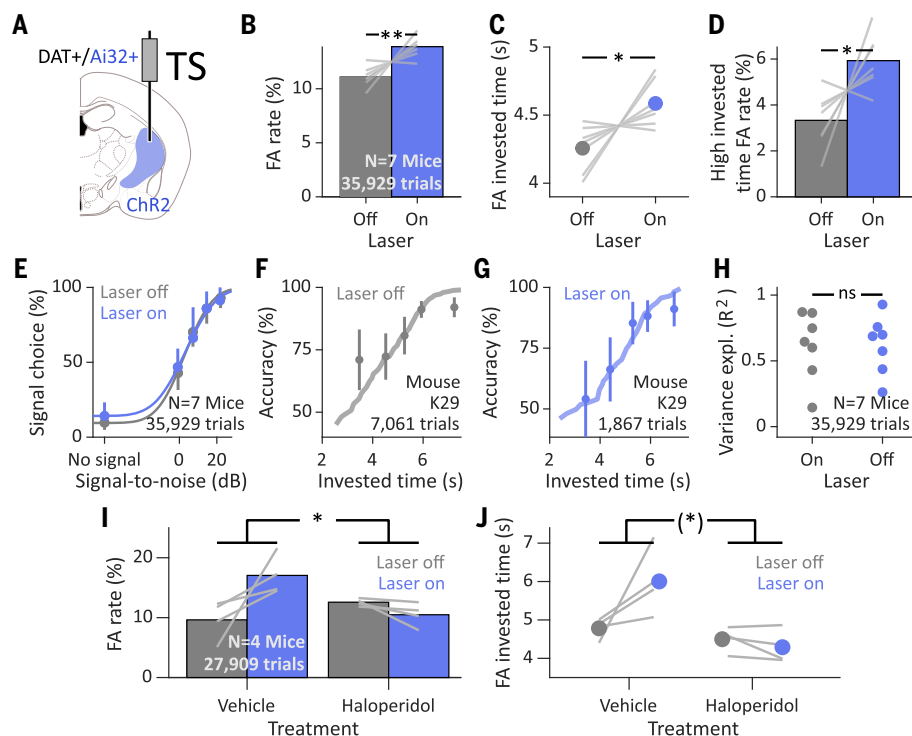 A
DAT+/Ai32+
TS
ChR2
B
FA rate (%)
10
5
0
**
N=7 Mice
35,929 trials
Off On
Laser
C
FA invested time (s)
5
4.5
4
*
Off On
Laser
D
High invested
time FA rate (%)
6
4
2
0
*
Off On
Laser
E
Signal choice (%)
100
50
0
Laser off
Laser on
N=7 Mice
35,929 trials
No signal 0 20
Signal-to-noise (dB)
F
Accuracy (%)
100
50
Laser off
Mouse
K29
7,061 trials
2 4 6
Invested time (s)
G
Accuracy (%)
100
50
Laser on
Mouse
K29
1,867 trials
2 4 6
Invested time (s)
H
Variance expl. (R²)
1
0.5
0
ns
N=7 Mice
35,929 trials
On Off
Laser
I
FA rate (%)
20
10
0
*
Laser off
Laser on
N=4 Mice
27,909 trials
Vehicle Haloperidol
Treatment
J
FA invested time (s)
7
6
5
4
(*)
Laser off
Laser on
Vehicle Haloperidol
Treatment